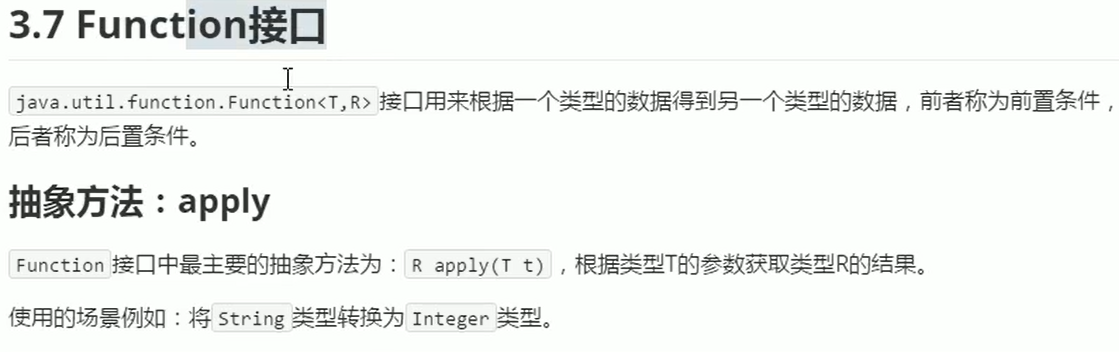 3.7 Function接口
java.util.function.Function<T,R> 接口用来根据一个类型的数据得到另一个类型的数据，前者称为前置条件，
后者称为后置条件。
抽象方法：apply
Function 接口中最主要的抽象方法为：R apply(T t) ，根据类型T的参数获取类型R的结果。
使用的场景例如：将 String 类型转换为 Integer 类型。